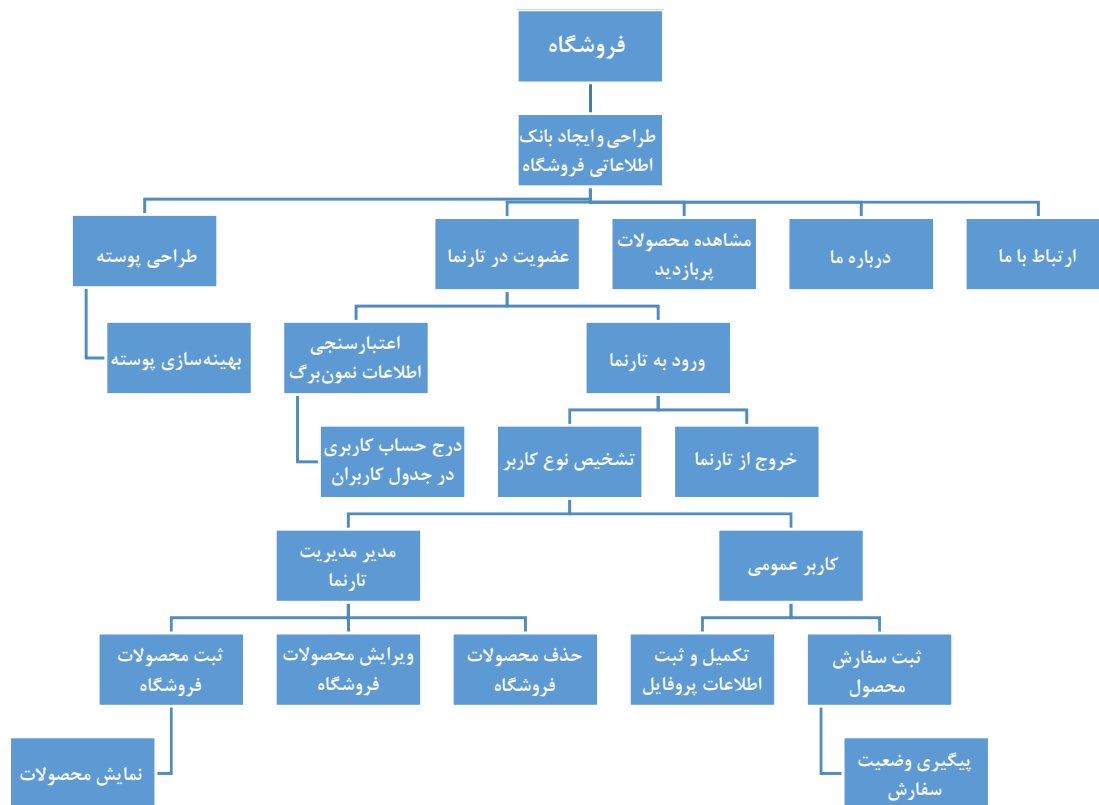 فروشگاه
طراحی و ایجاد بانک
اطلاعاتی فروشگاه
ارتباط با ما
درباره ما
مشاهده محصولات
پربازدید
عضویت در تارنما
طراحی پوسته
ورود به تارنما
اعتبارسنجی
اطلاعات نمون‌برگ
بهینه‌سازی پوسته
خروج از تارنما
تشخیص نوع کاربر
درج حساب کاربری
در جدول کاربران
کاربر عمومی
مدیر مدیریت
تارنما
ثبت سفارش
محصول
تکمیل و ثبت
اطلاعات پروفایل
حذف محصولات
فروشگاه
ویرایش محصولات
فروشگاه
ثبت محصولات
فروشگاه
پیگیری وضعیت
سفارش
نمایش محصولات